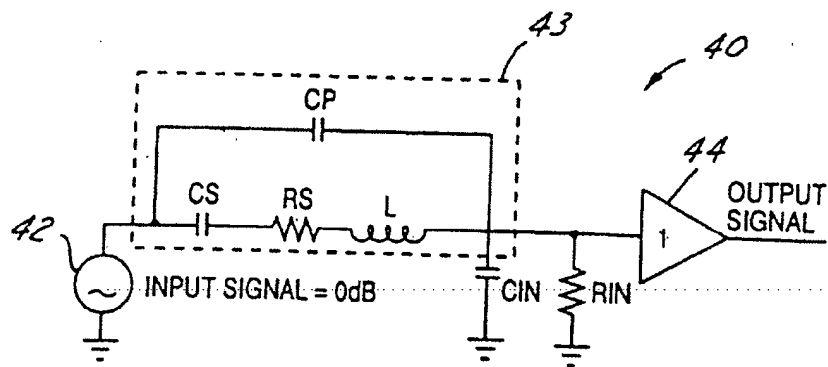 43
40
CP
44
CS
RS
L
OUTPUT
SIGNAL
1
42
INPUT SIGNAL = 0dB
CIN
RIN